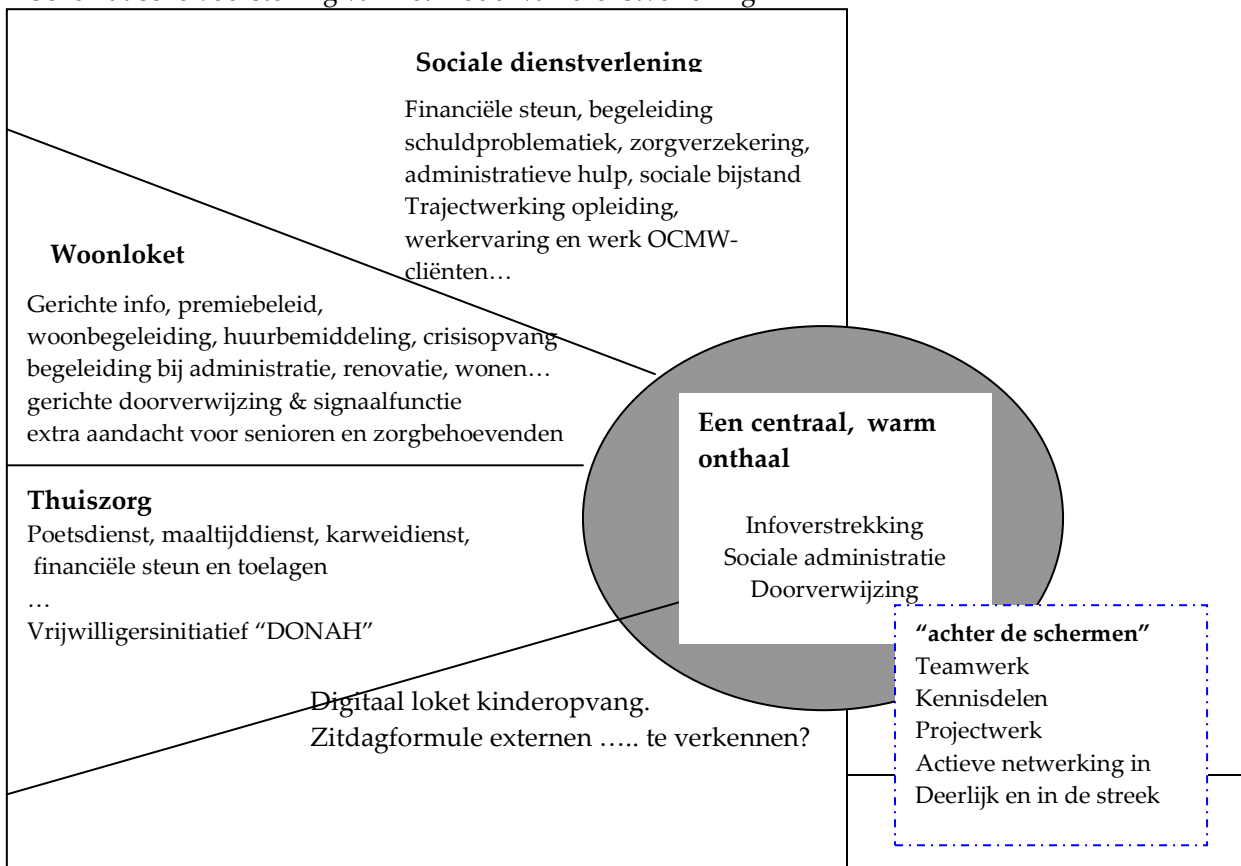 Sociale dienstverlening
Financiële steun, begeleiding
schuldproblematiek, zorgverzekering,
administratieve hulp, sociale bijstand
Trajectwerking opleiding,
werkervaring en werk OCMW-
cliënten…
Woonloket
Gerichte info, premiebeleid,
woonbegeleiding, huurbemiddeling, crisisopvang
begeleiding bij administratie, renovatie, wonen…
gerichte doorverwijzing & signaalfunctie
extra aandacht voor senioren en zorgbehoevenden
Thuiszorg
Poetsdienst, maaltijddienst, karweidienst,
financiële steun en toelagen
…
Vrijwilligersinitiatief “DONAH”
Een centraal, warm
onthaal
Infoverstrekking
Sociale administratie
Doorverwijzing
“achter de schermen”
Teamwerk
Kennisdelen
Projectwerk
Actieve netwerking in
Deerlijk en in de streek
Digitaal loket kinderopvang.
Zitdagformule externen ….. te verkennen?